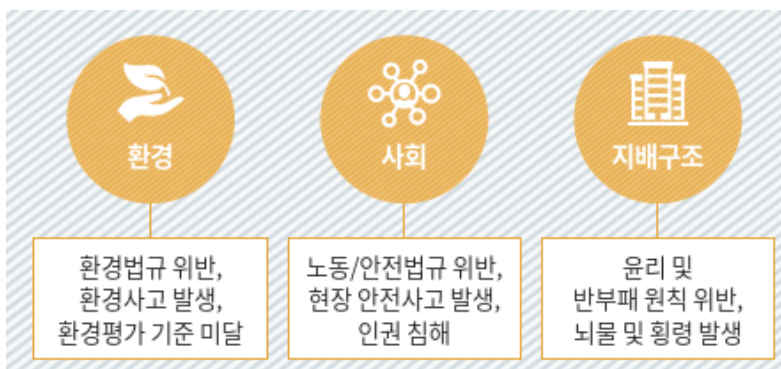 환경
사회
지배구조
환경법규 위반,
환경사고 발생,
환경평가 기준 미달
노동/안전법규 위반,
현장 안전사고 발생,
인권 침해
윤리 및
반부패 원칙 위반,
뇌물 및 횡령 발생